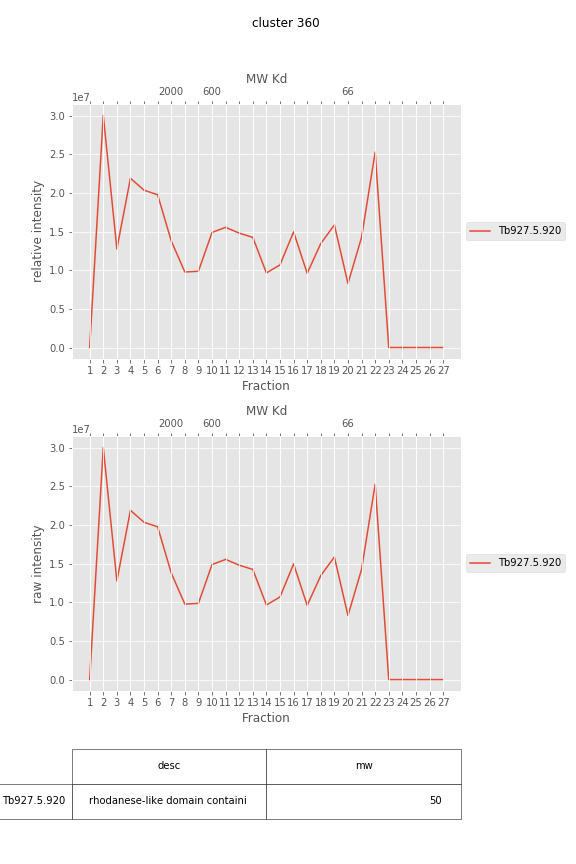 cluster 360
MW Kd
1e7
2000 600 66
3.0
2.5
2.0
1.5
1.0
0.5
0.0
relative intensity
Tb927.5.920
1 2 3 4 5 6 7 8 9 10 11 12 13 14 15 16 17 18 19 20 21 22 23 24 25 26 27
Fraction
MW Kd
1e7
2000 600 66
3.0
2.5
2.0
1.5
1.0
0.5
0.0
raw intensity
Tb927.5.920
1 2 3 4 5 6 7 8 9 10 11 12 13 14 15 16 17 18 19 20 21 22 23 24 25 26 27
Fraction
desc mw
Tb927.5.920 rhodanese-like domain containi 50